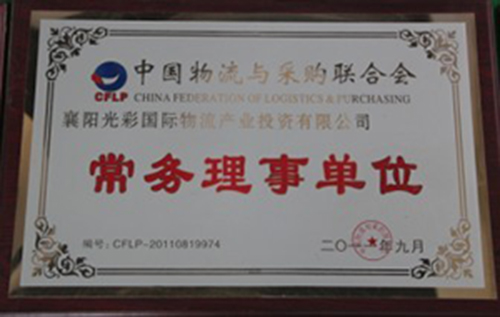 中国物流与采购联合会
CFLP CHINA FEDERATION OF LOGISTICS & PURCHASING
襄阳光彩国际物流产业投资有限公司
常务理事单位
编号:CFLP-20110819974
二〇一一年九月